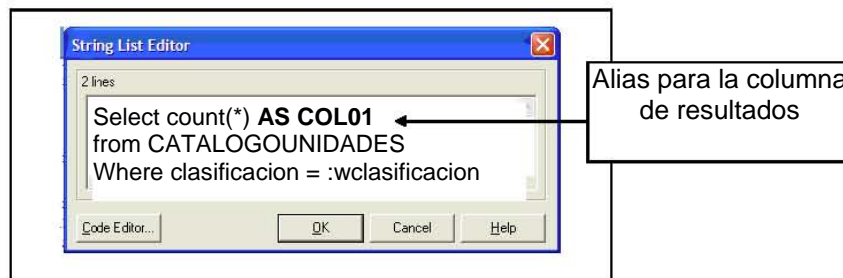 String List Editor
2 lines
Select count(*) AS COL01
from CATALOGOUNIDADES
Where clasificacion = :wclasificacion
Alias para la columna
de resultados
Code Editor...
OK
Cancel
Help